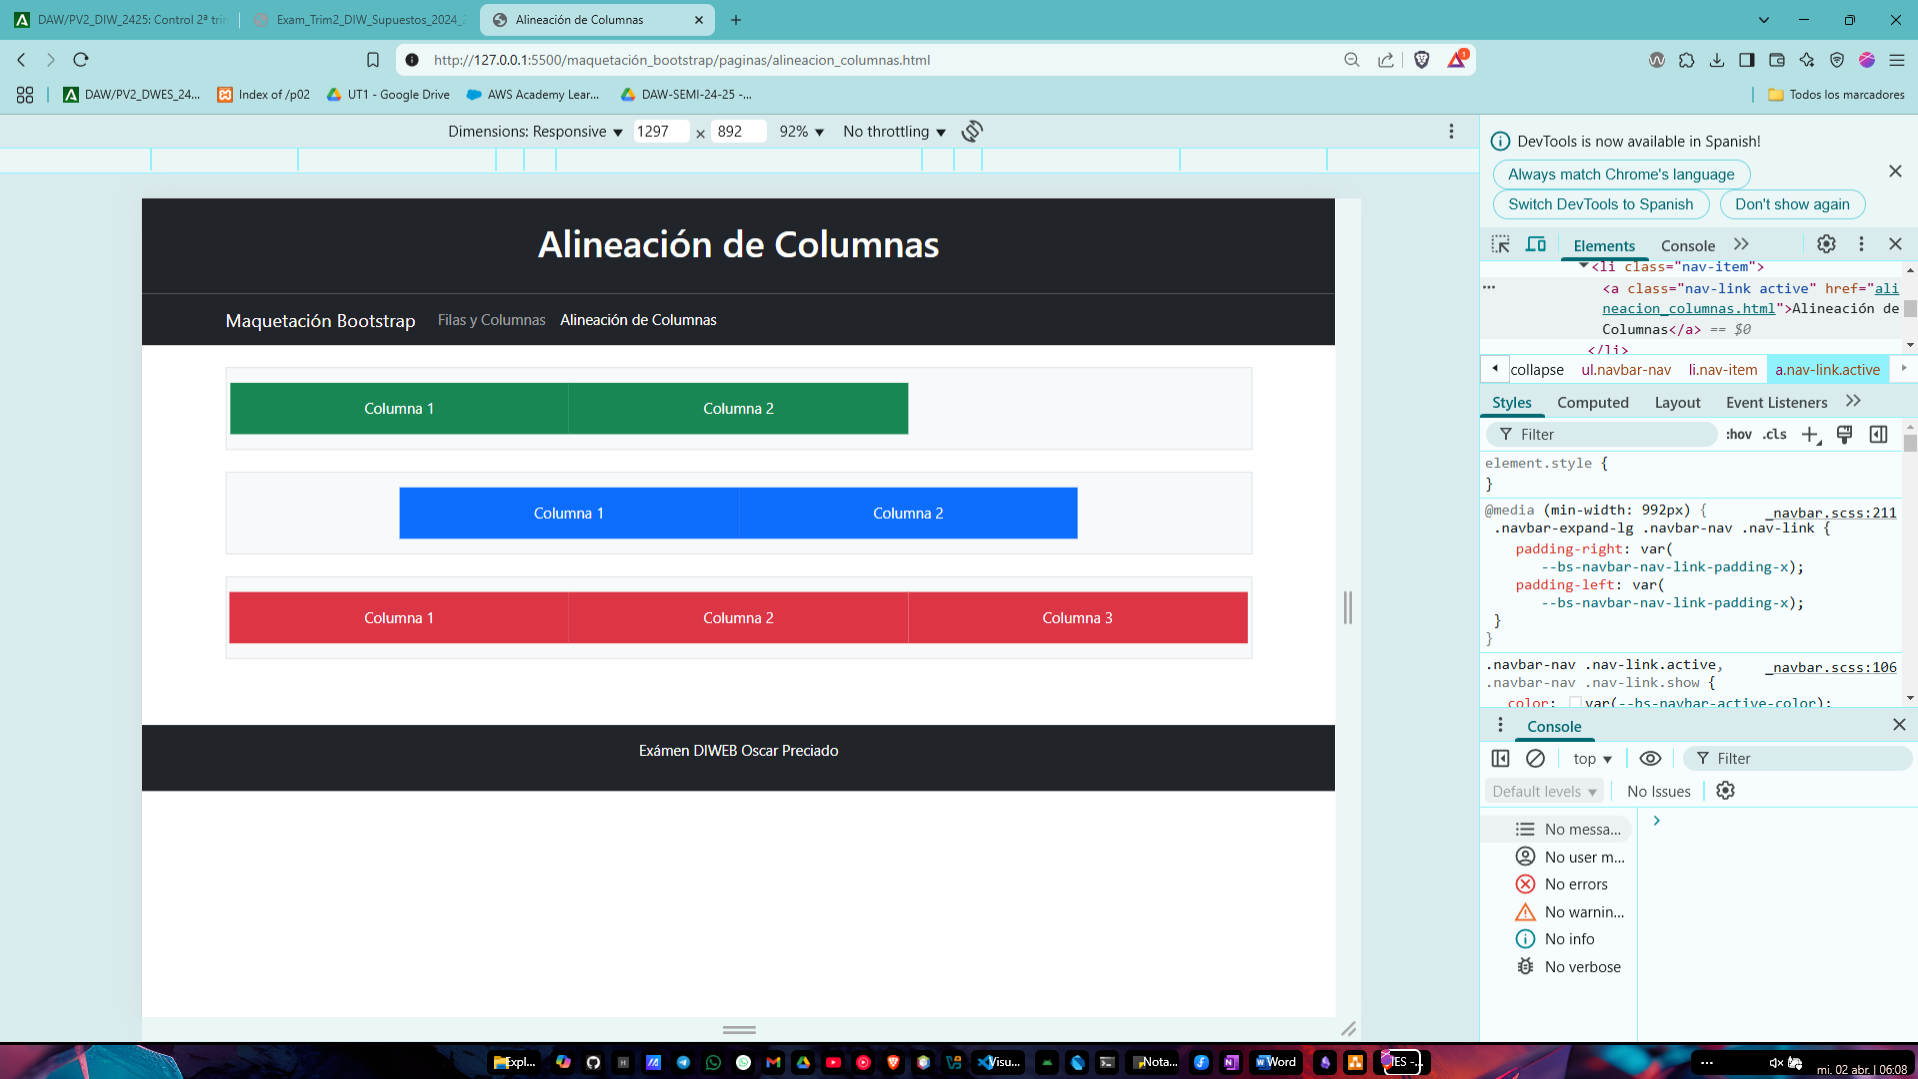 DAW/PV2_DIW_2425: Control 2ª tri
Exam_Trim2_DIW_Supuestos_2024_2
Alineación de Columnas
http://127.0.0.1:5500/maquetación_bootstrap/paginas/alineacion_columnas.html
1
DAW/PV2_DWES_24...
Index of /p02
UT1 - Google Drive
AWS Academy Lear...
DAW-SEMI-24-25 -...
Todos los marcadores
Dimensions: Responsive
1297 × 892
92%
No throttling
DevTools is now available in Spanish!
Always match Chrome's language
Switch DevTools to Spanish
Don't show again
Elements
Console
<li class="nav-item">
<a class="nav-link active" href="ali
neacion_columnas.html">Alineación de
Columnas</a> == $0
</li>
collapse
ul.navbar-nav
li.nav-item
a.nav-link.active
Styles
Computed
Layout
Event Listeners
Filter
:hov
.cls
element.style {
}
@media (min-width: 992px) {
_navbar.scss:211
.navbar-expand-lg .navbar-nav .nav-link {
padding-right: var(
--bs-navbar-nav-link-padding-x);
padding-left: var(
--bs-navbar-nav-link-padding-x);
}
}
.navbar-nav .nav-link.active,
_navbar.scss:106
.navbar-nav .nav-link.show {
color: var(--bs-navbar-active-color);
Console
top
Filter
Default levels
No Issues
No messa...
No user m...
No errors
No warnin...
No info
No verbose
Alineación de Columnas
Maquetación Bootstrap
Filas y Columnas
Alineación de Columnas
Columna 1
Columna 2
Columna 1
Columna 2
Columna 1
Columna 2
Columna 3
Exámen DIWEB Oscar Preciado
Expl...
Visu...
Nota...
Word
IES -...
mi. 02 abr. | 06:08